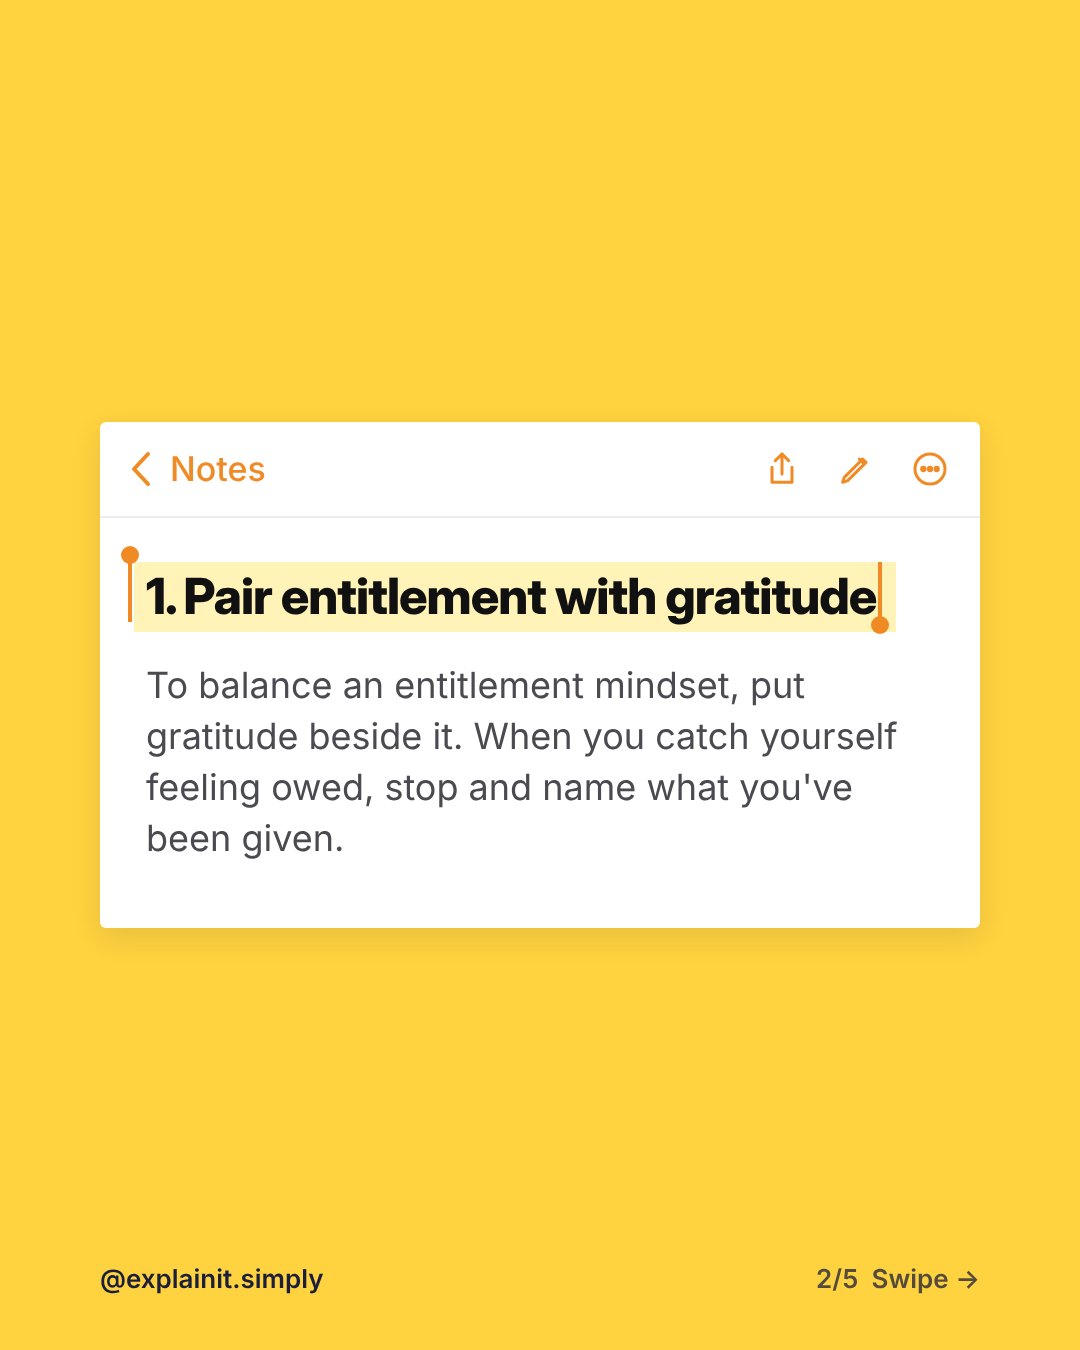 Notes
1. Pair entitlement with gratitude
To balance an entitlement mindset, put
gratitude beside it. When you catch yourself
feeling owed, stop and name what you've
been given.
@explainit.simply
2/5 Swipe →